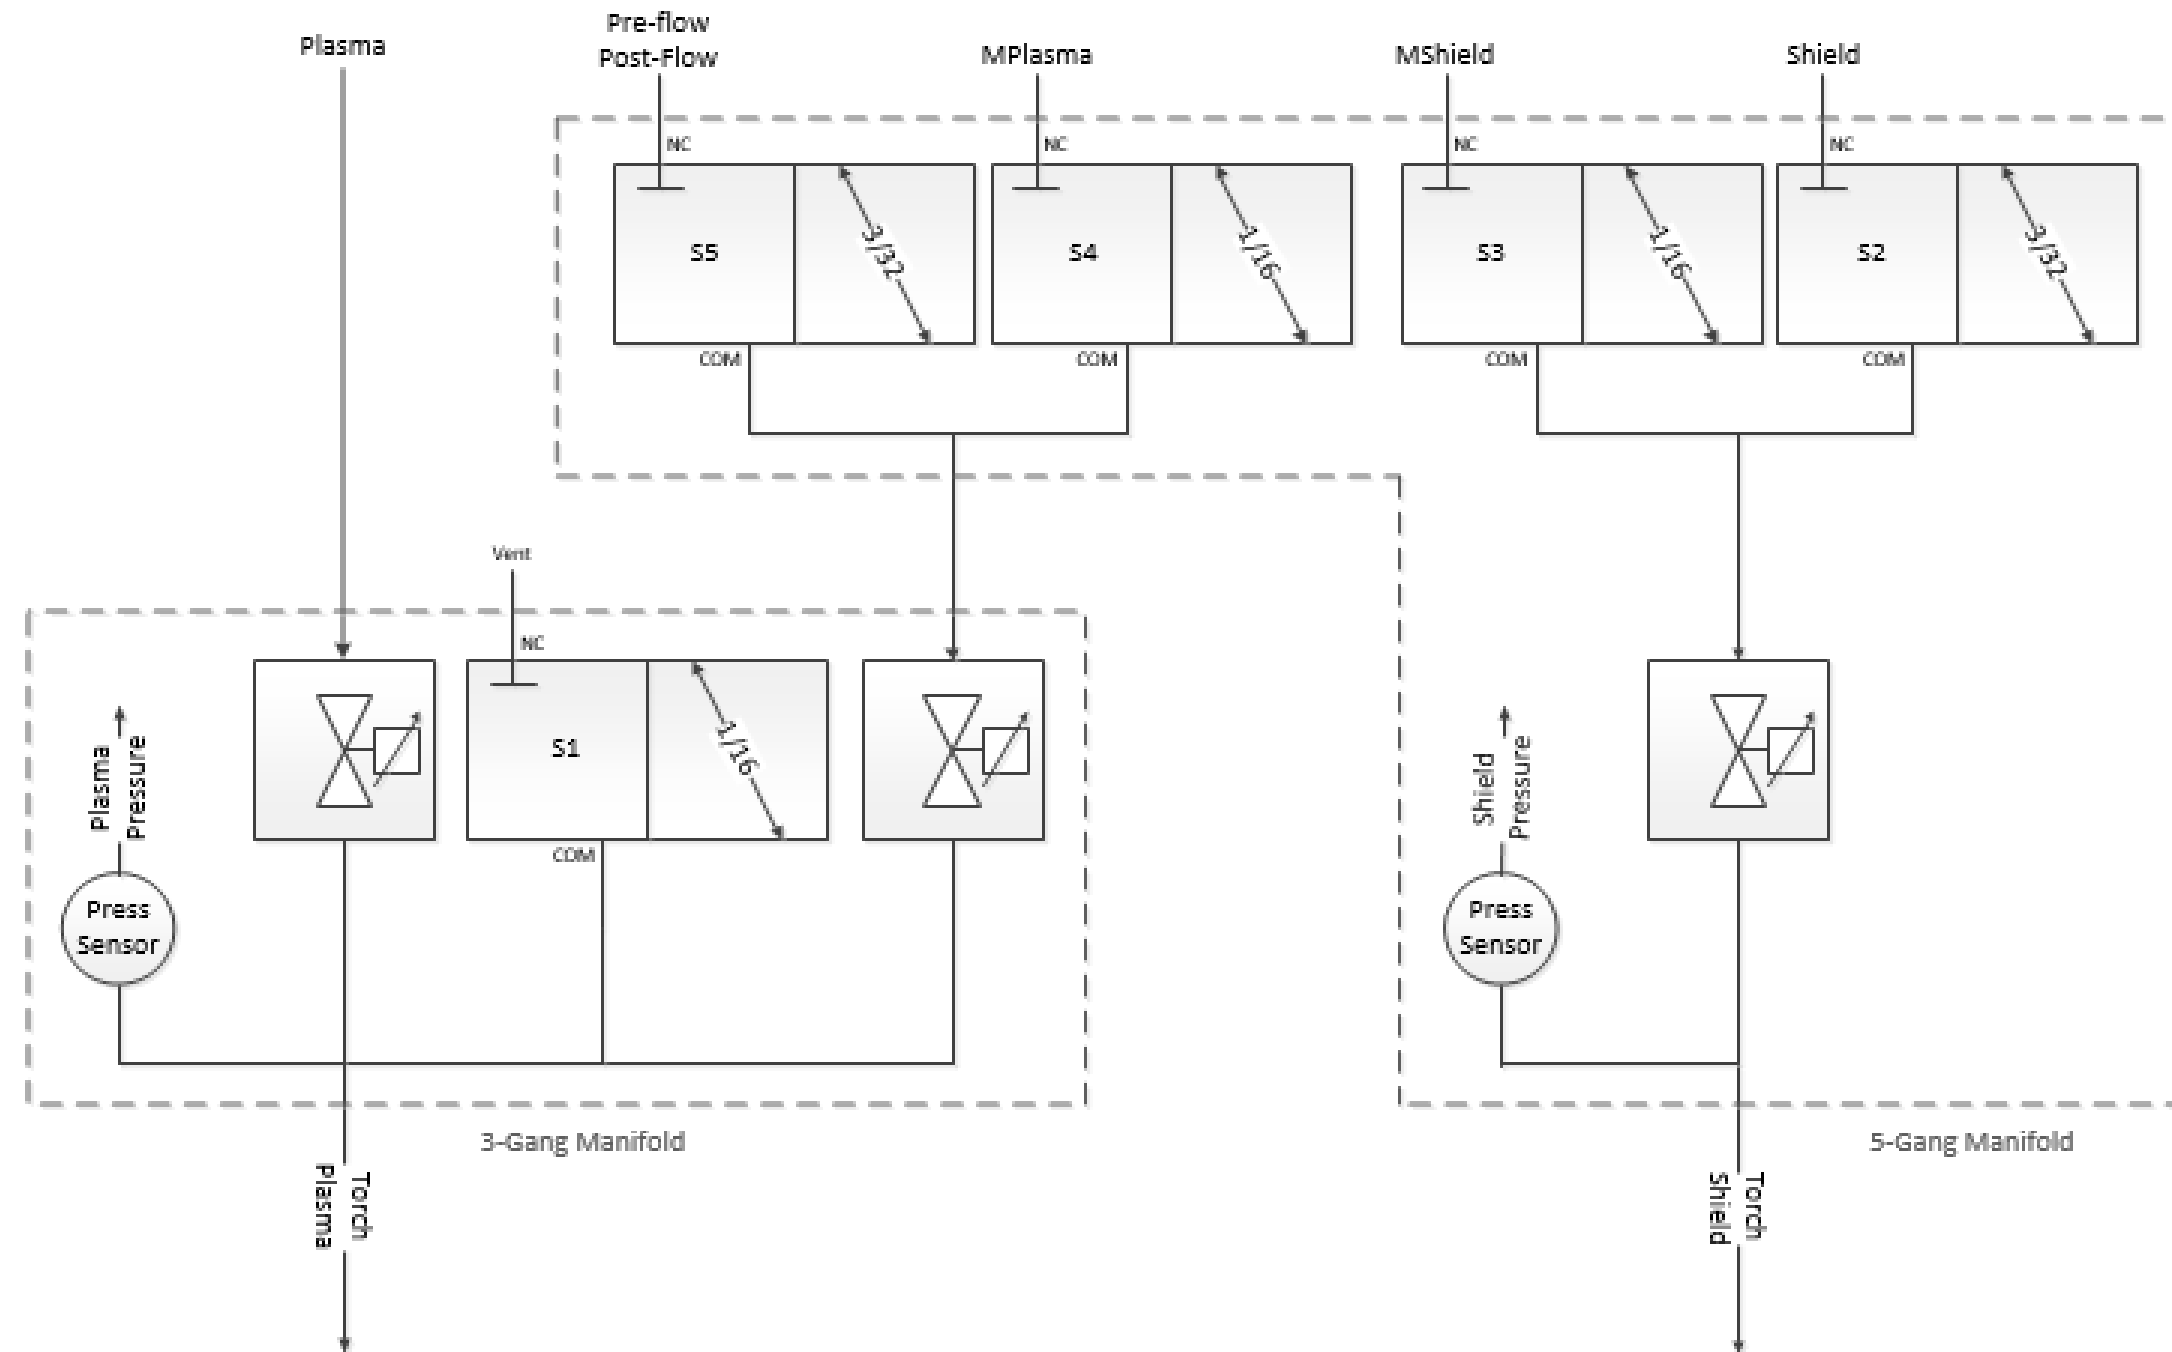 Plasma
Pre-flow
Post-Flow
MPlasma
MShield
Shield
NC
NC
NC
NC
S5
3/32
S4
1/16
S3
1/16
S2
3/32
COM
COM
COM
COM
Vent
NC
S1
1/16
COM
Plasma
Pressure
Press
Sensor
Shield
Pressure
Press
Sensor
3-Gang Manifold
5-Gang Manifold
Torch
Plasma
Torch
Shield